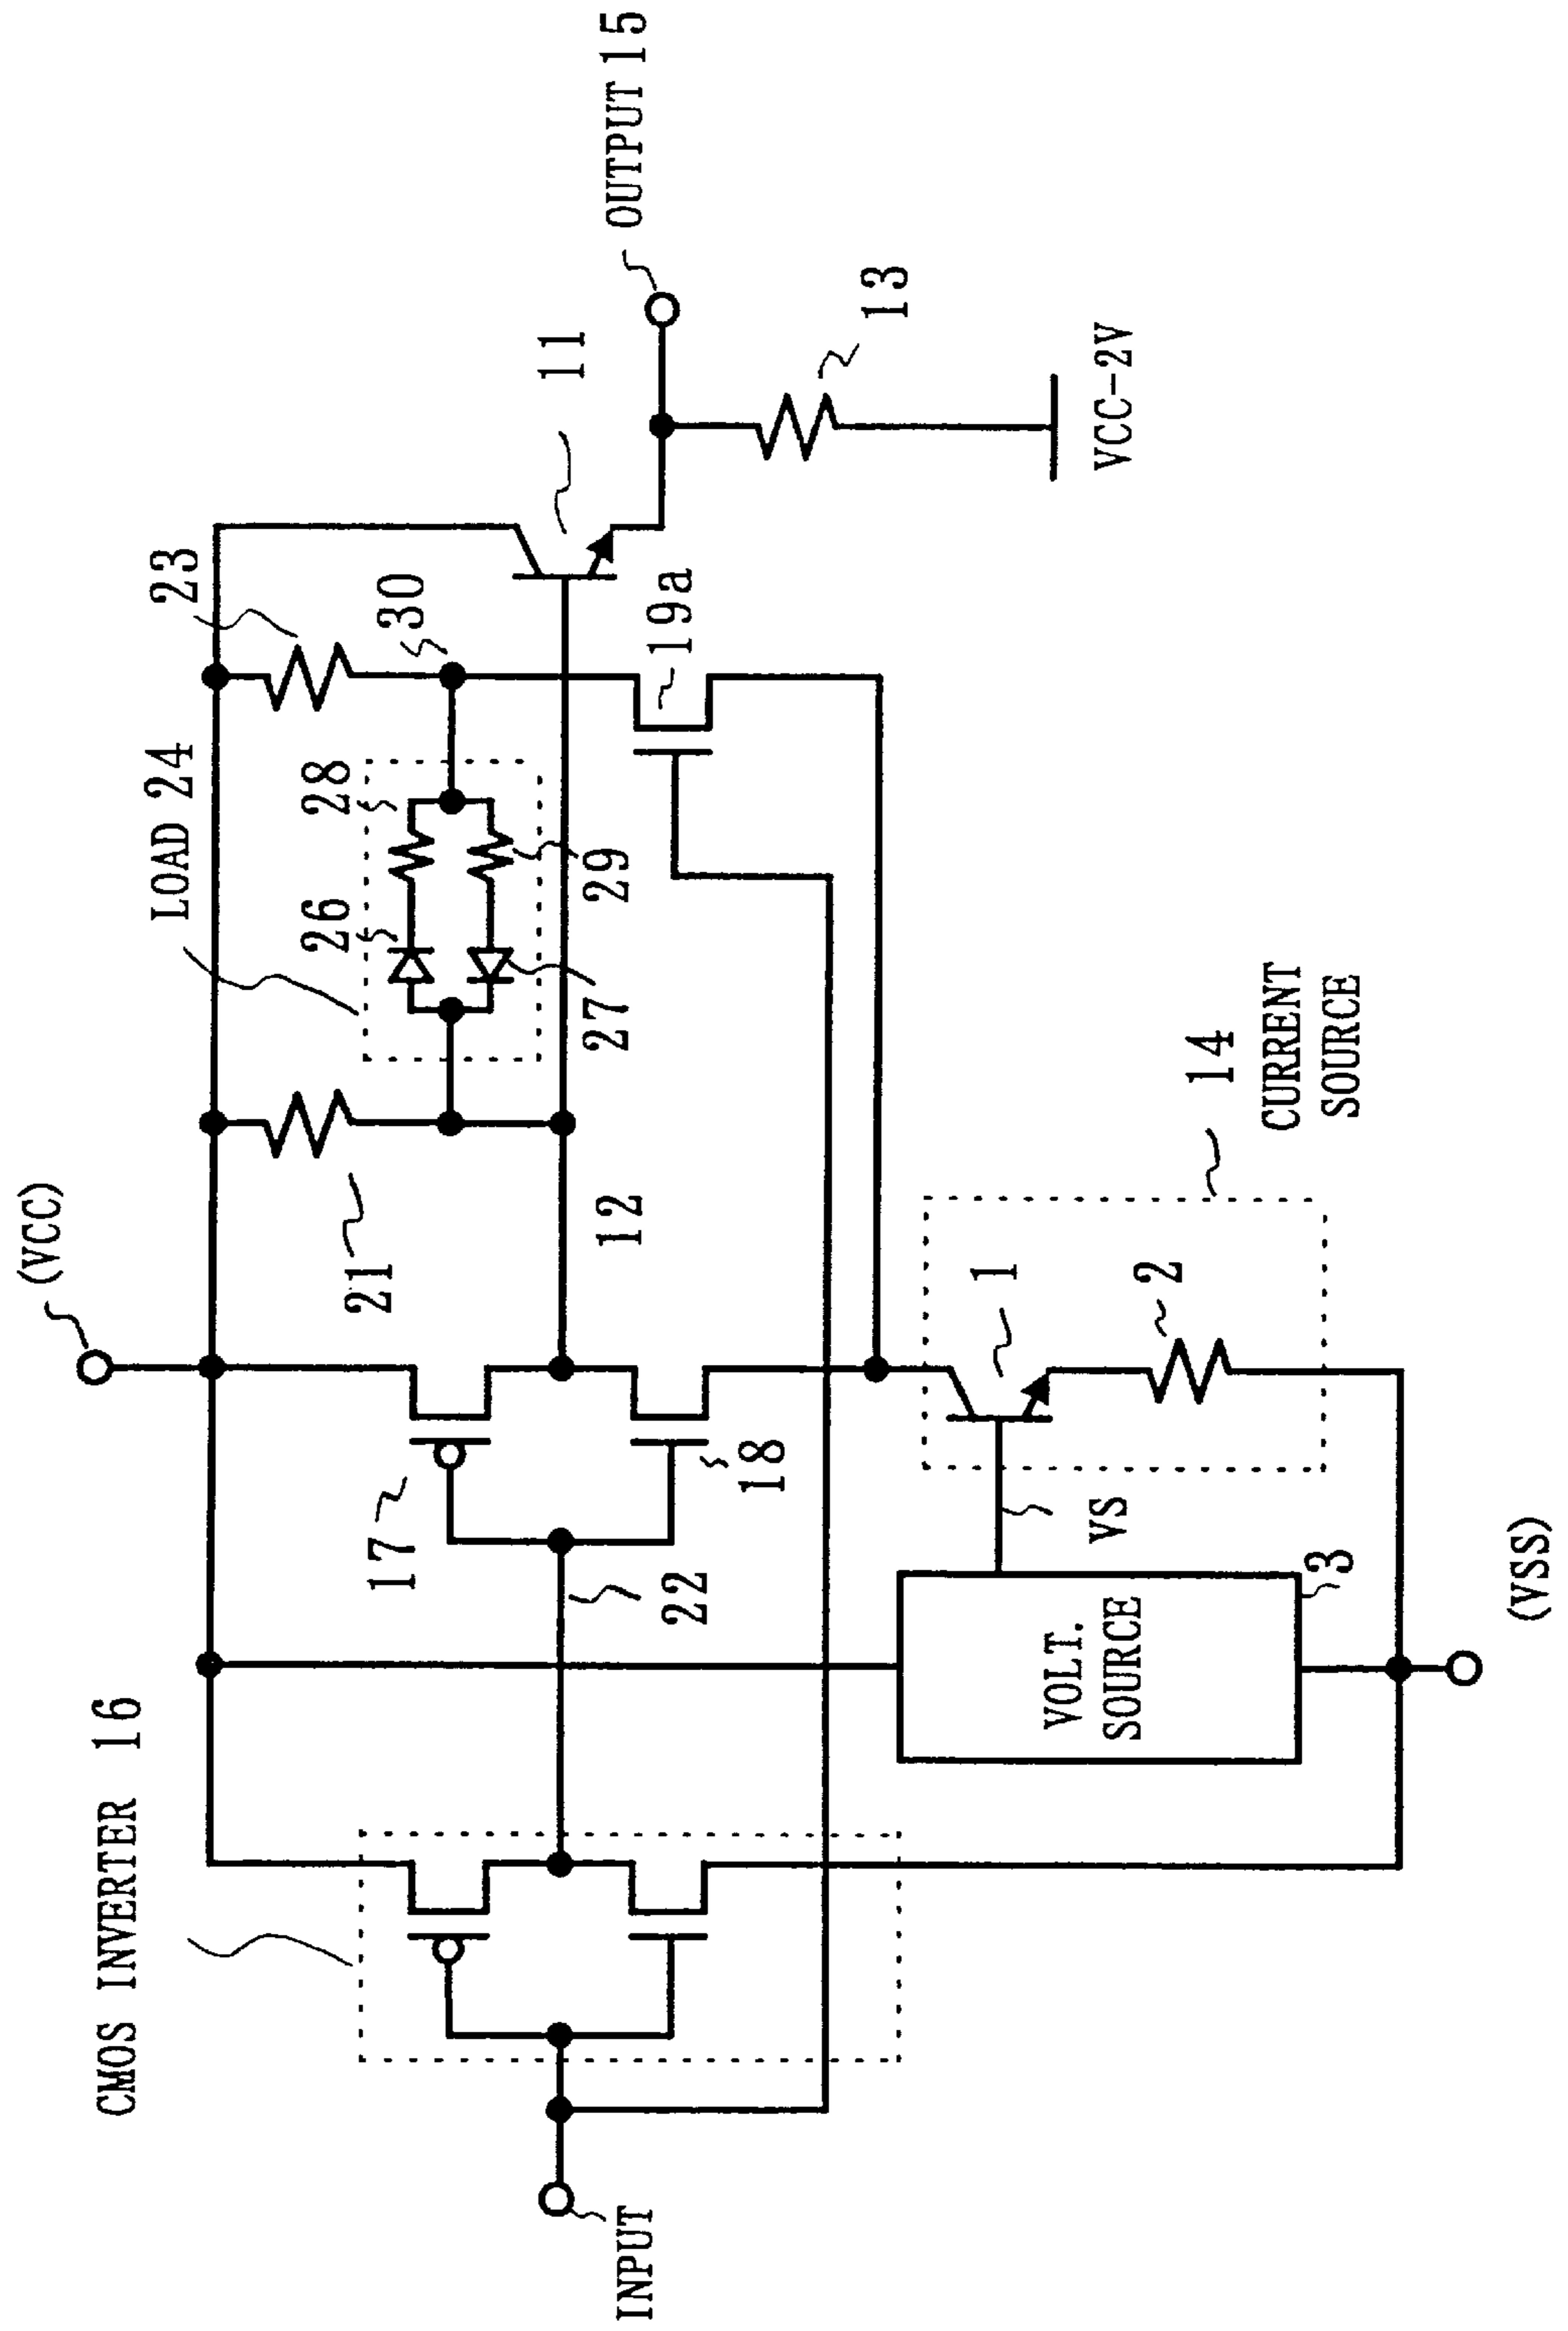 (VCC)
CMOS INVERTER 16
LOAD 24
23
30
26
28
29
27
21
11
OUTPUT 15
12
17
22
18
19a
13
VCC-2V
14
CURRENT
SOURCE
1
2
VS
VOLT.
SOURCE
3
INPUT
(VSS)